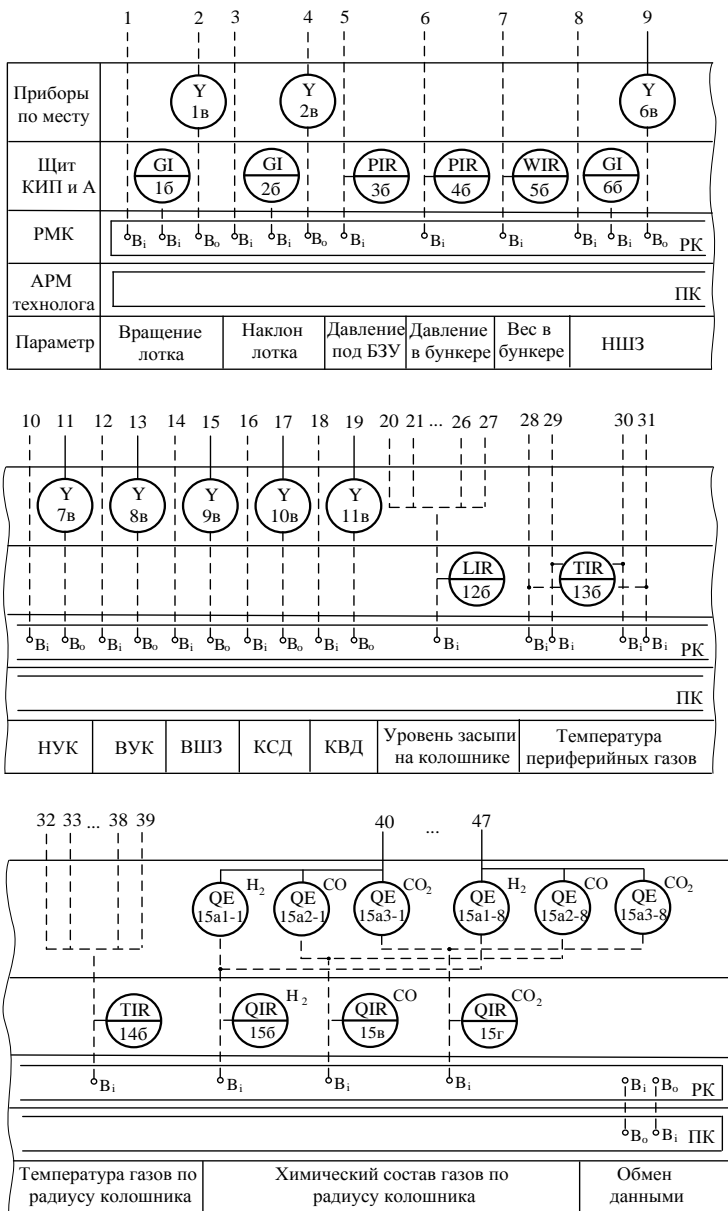 1 2 3 4 5 6 7 8 9
Приборы
по месту
Y
1в
Y
2в
Y
6в
Щит
КИП и А
GI
1б
GI
2б
PIR
3б
PIR
4б
WIR
5б
GI
6б
РМК
Bi Bi Bo Bi Bi Bo Bi Bi Bi Bi Bi Bo РК
АРМ
технолога
ПК
Параметр
Вращение
лотка
Наклон
лотка
Давление
под БЗУ
Давление
в бункере
Вес в
бункере
НШЗ
10 11 12 13 14 15 16 17 18 19 20 21 ... 26 27 28 29 30 31
Y
7в
Y
8в
Y
9в
Y
10в
Y
11в
LIR
12б
TIR
13б
Bi Bo Bi Bo Bi Bo Bi Bo Bi Bo Bi Bi Bi Bi Bi РК
ПК
НУК
ВУК
ВШЗ
КСД
КВД
Уровень засыпи
на колошнике
Температура
периферийных газов
32 33 ... 38 39 40 ... 47
QE
15а1-1
H2
QE
15а2-1
CO
QE
15а3-1
CO2
QE
15а1-8
H2
QE
15а2-8
CO
QE
15а3-8
CO2
TIR
14б
QIR
15б
H2
QIR
15в
CO
QIR
15г
CO2
Bi Bi Bi Bi Bi Bo РК
Bo Bi ПК
Температура газов по
радиусу колошника
Химический состав газов по
радиусу колошника
Обмен
данными